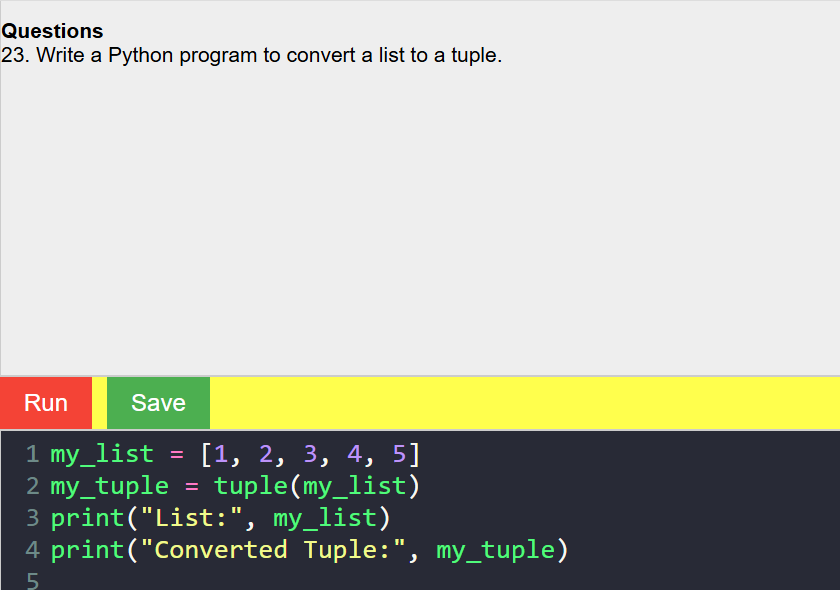 Questions
23. Write a Python program to convert a list to a tuple.
Run Save
1 my_list = [1, 2, 3, 4, 5]
2 my_tuple = tuple(my_list)
3 print("List:", my_list)
4 print("Converted Tuple:", my_tuple)
5